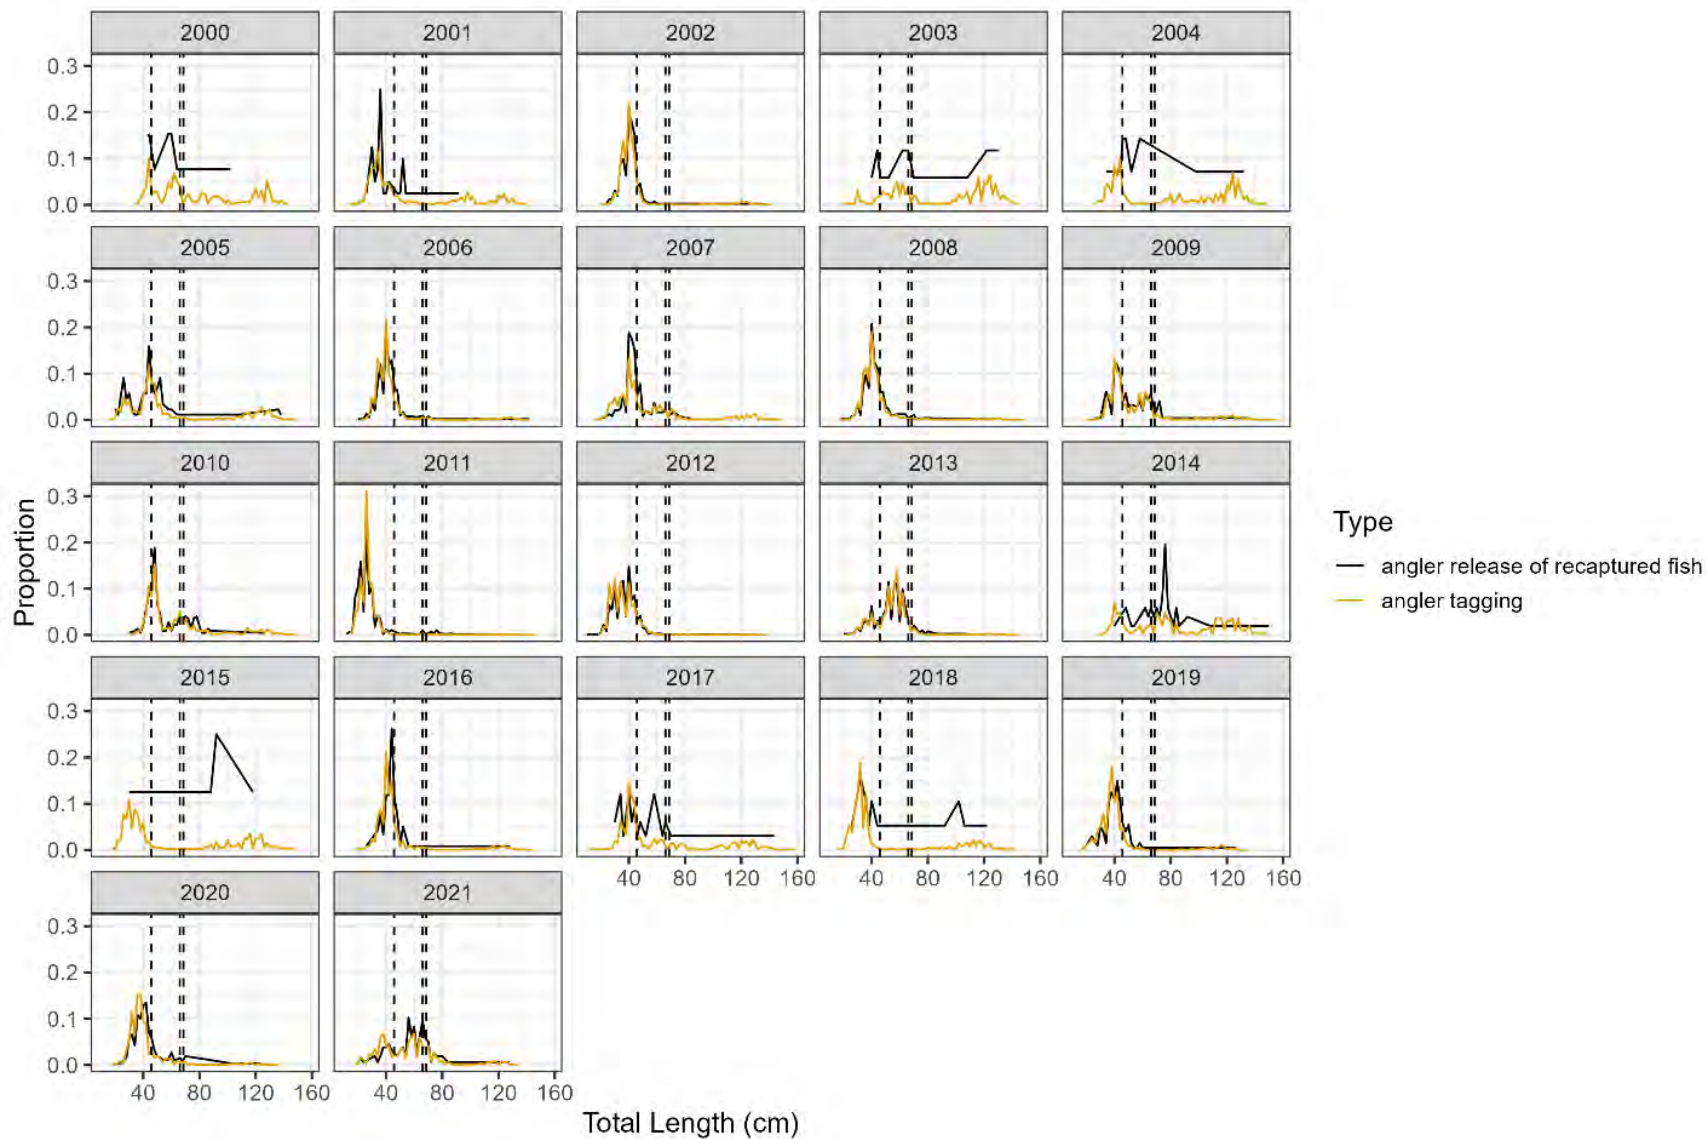 2000 2001 2002 2003 2004
0.3
0.2
0.1
0.0
2005 2006 2007 2008 2009
0.3
0.2
0.1
0.0
2010 2011 2012 2013 2014
0.3
0.2
0.1
0.0
Proportion
Type
angler release of recaptured fish
angler tagging
2015 2016 2017 2018 2019
0.3
0.2
0.1
0.0
40 80 120 160 40 80 120 160 40 80 120 160
2020 2021
0.3
0.2
0.1
0.0
40 80 120 160 40 80 120 160
Total Length (cm)